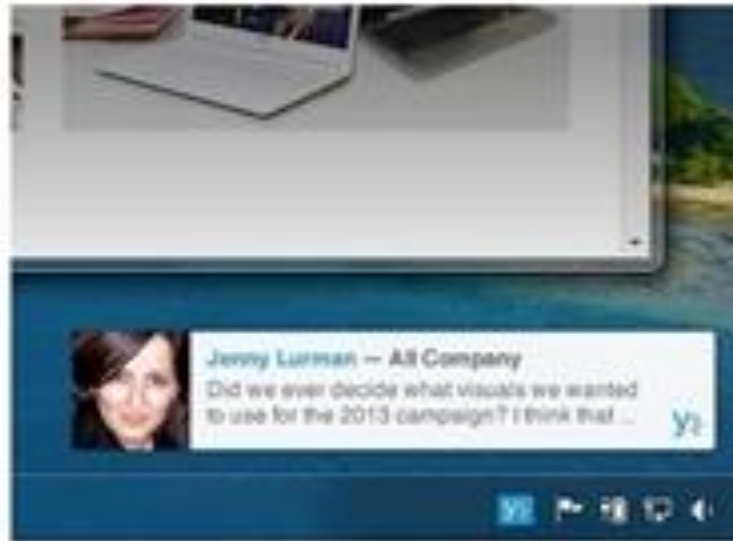 Jenny Lurman — All Company
Did we ever decide what visuals we wanted
to use for the 2013 campaign? I think that ...